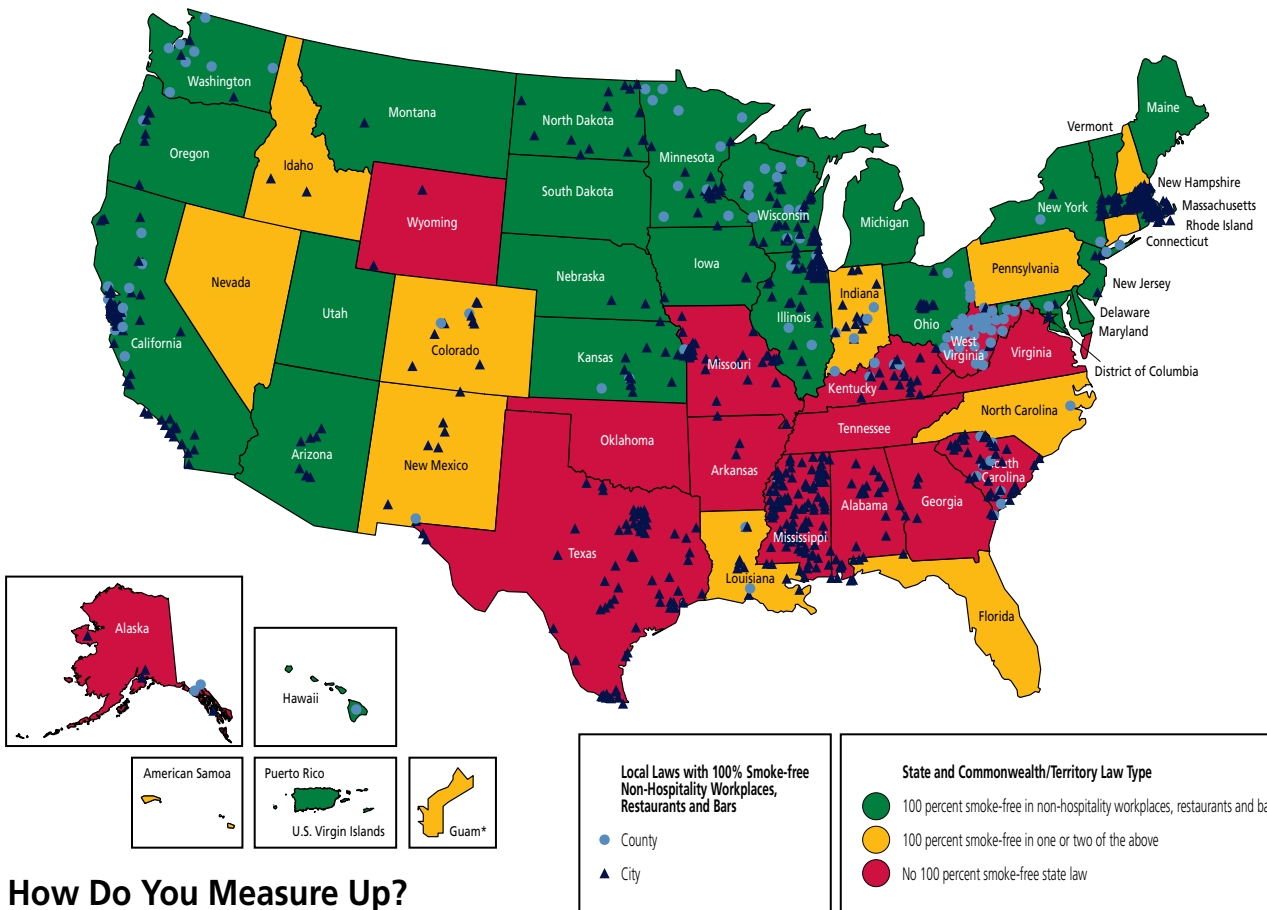 Washington
Montana
North Dakota
Minnesota
Maine
Vermont
Oregon
Idaho
South Dakota
Wisconsin
Michigan
New York
New Hampshire
Massachusetts
Rhode Island
Connecticut
Wyoming
Nebraska
Iowa
Pennsylvania
New Jersey
Nevada
Utah
Colorado
Illinois
Indiana
Ohio
Delaware
Maryland
California
Kansas
Missouri
Kentucky
West
Virginia
Virginia
District of Columbia
Arizona
New Mexico
Oklahoma
Arkansas
Tennessee
North Carolina
South
Carolina
Texas
Louisiana
Mississippi
Alabama
Georgia
Florida
Alaska
Hawaii
American Samoa
Puerto Rico
U.S. Virgin Islands
Guam*
Local Laws with 100% Smoke-free
Non-Hospitality Workplaces,
Restaurants and Bars
County
City
State and Commonwealth/Territory Law Type
100 percent smoke-free in non-hospitality workplaces, restaurants and
100 percent smoke-free in one or two of the above
No 100 percent smoke-free state law
How Do You Measure Up?